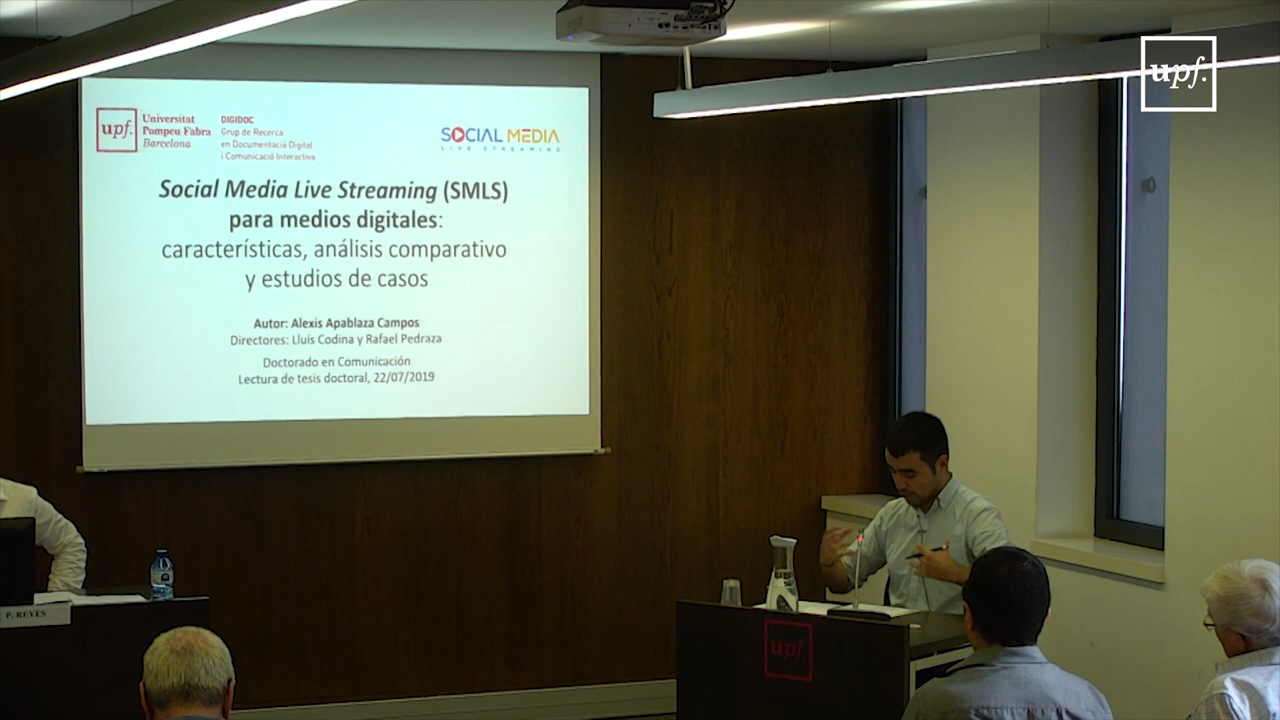 upf.
Universitat
Pompeu Fabra
Barcelona
DIGIDOC
Grup de Recerca
en Documentació Digital
i Comunicació Interactiva
SOCIAL MEDIA
LIVE STREAMING
Social Media Live Streaming (SMLS)
para medios digitales:
características, análisis comparativo
y estudios de casos
Autor: Alexis Apablaza Campos
Directores: Lluís Codina y Rafael Pedraza
Doctorado en Comunicación
Lectura de tesis doctoral, 22/07/2019
upf.
P. REYES
upf.